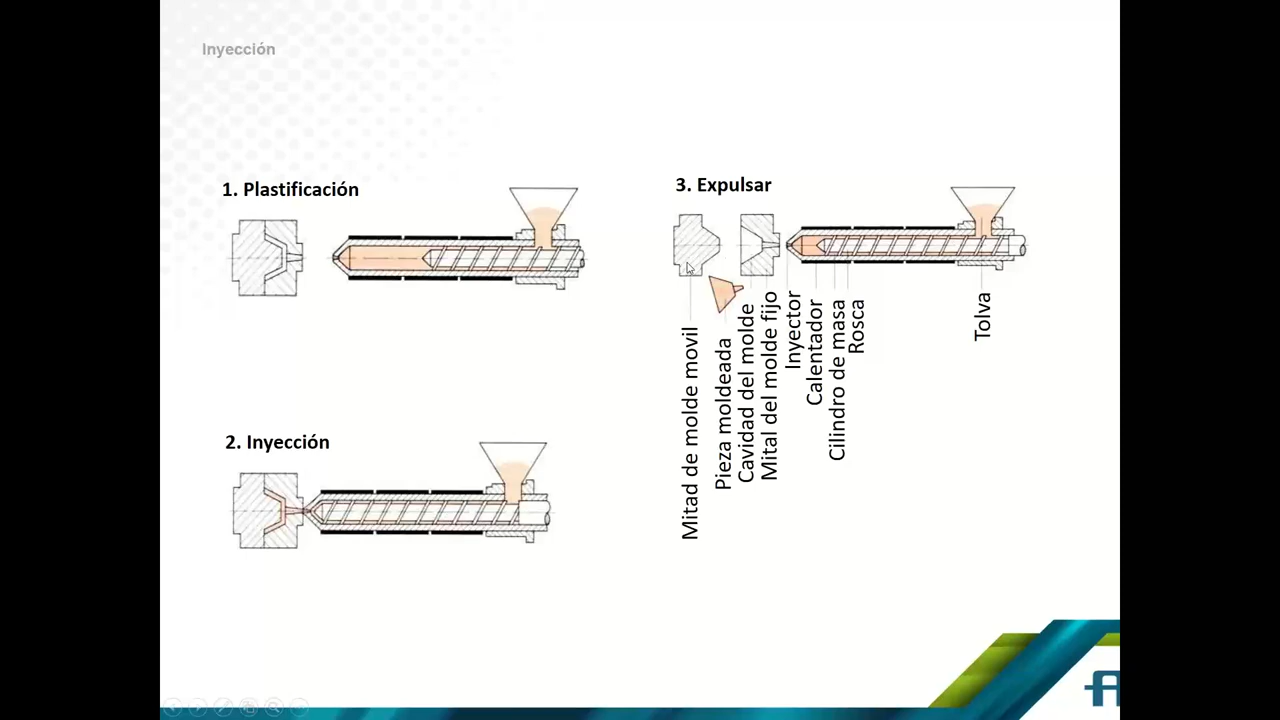 Inyección
1. Plastificación
2. Inyección
3. Expulsar
Mitad de molde movil
Pieza moldeada
Cavidad del molde
Mital del molde fijo
Inyector
Calentador
Cilindro de masa
Rosca
Tolva